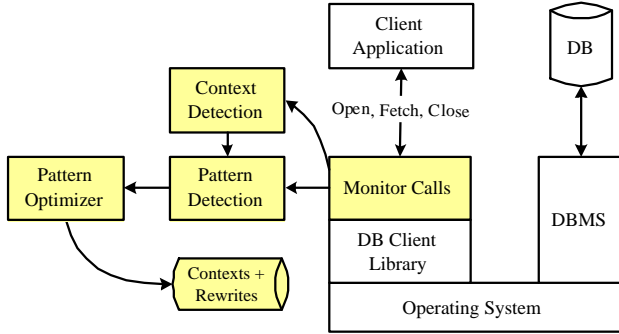 Client
Application
DB
Context
Detection
Open, Fetch, Close
Pattern
Optimizer
Pattern
Detection
Monitor Calls
DBMS
DB Client
Library
Contexts +
Rewrites
Operating System